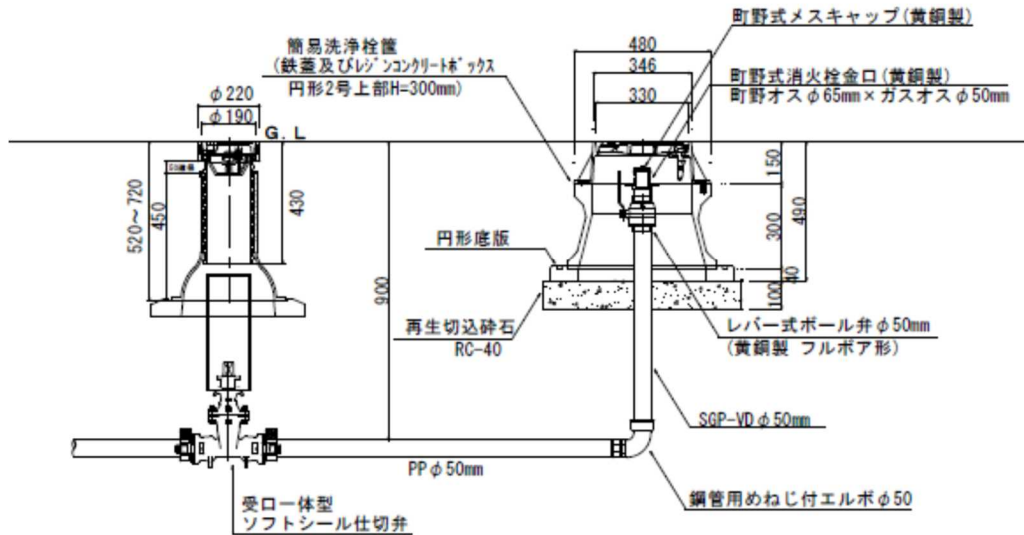 町野式メスキャップ(黄銅製)
簡易洗浄栓筐
(鉄蓋及びﾚｼﾞﾝｺﾝｸﾘｰﾄﾎﾞｯｸｽ
円形2号上部H=300mm)
480
346
330
町野式消火栓金口(黄銅製)
町野オスφ65mm×ガスオスφ50mm
φ220
φ190
G.L
520~720
450
430
900
150
300
490
40
100
円形底版
再生切込砕石
RC-40
レバー式ボール弁φ50mm
(黄銅製 フルボア形)
SGP-VDφ50mm
PPφ50mm
鋼管用めねじ付エルボφ50
受口一体型
ソフトシール仕切弁